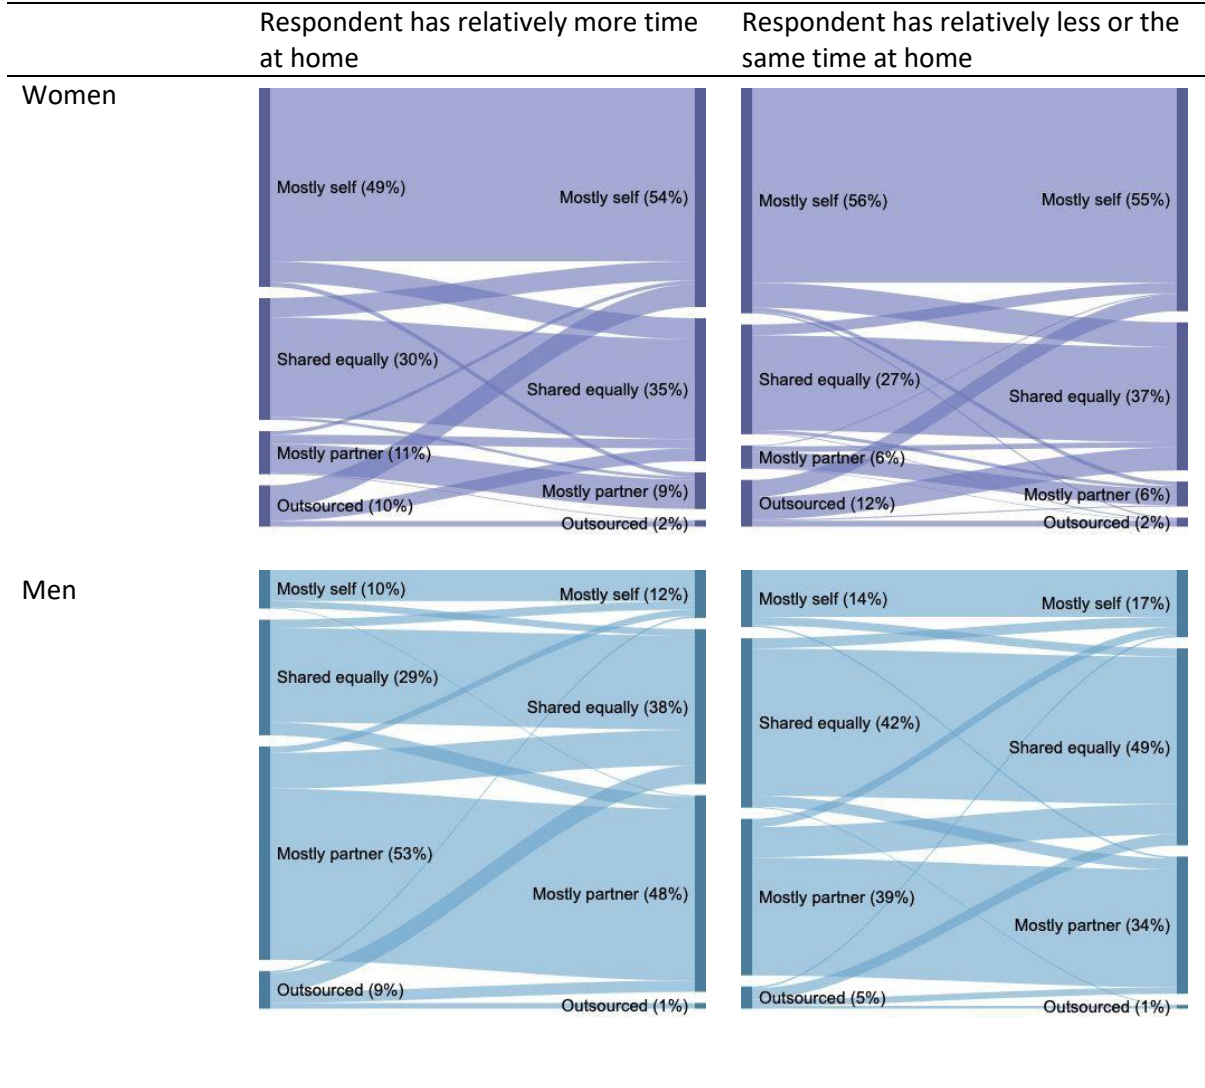 Respondent has relatively more time
at home
Respondent has relatively less or the
same time at home
Women
Mostly self (49%)
Mostly self (54%)
Shared equally (30%)
Shared equally (35%)
Mostly partner (11%)
Mostly partner (9%)
Outsourced (10%)
Outsourced (2%)
Mostly self (56%)
Mostly self (55%)
Shared equally (27%)
Shared equally (37%)
Mostly partner (6%)
Mostly partner (6%)
Outsourced (12%)
Outsourced (2%)
Men
Mostly self (10%)
Mostly self (12%)
Shared equally (29%)
Shared equally (38%)
Mostly partner (53%)
Mostly partner (48%)
Outsourced (9%)
Outsourced (1%)
Mostly self (14%)
Mostly self (17%)
Shared equally (42%)
Shared equally (49%)
Mostly partner (39%)
Mostly partner (34%)
Outsourced (5%)
Outsourced (1%)